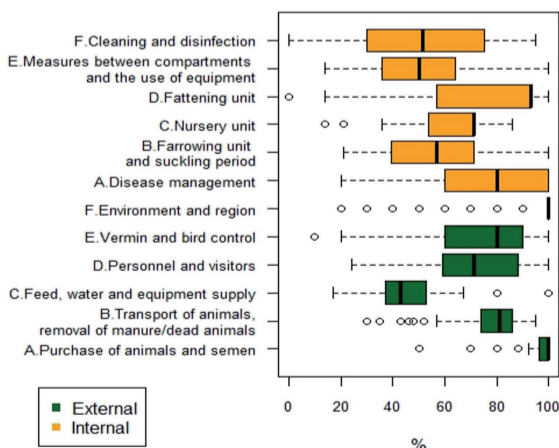 F.Cleaning and disinfection
E.Measures between compartments
and the use of equipment
D.Fattening unit
C.Nursery unit
B.Farrowing unit
and suckling period
A.Disease management
F.Environment and region
E.Vermin and bird control
D.Personnel and visitors
C.Feed, water and equipment supply
B.Transport of animals,
removal of manure/dead animals
A.Purchase of animals and semen
0 20 40 60 80 100
%
External
Internal